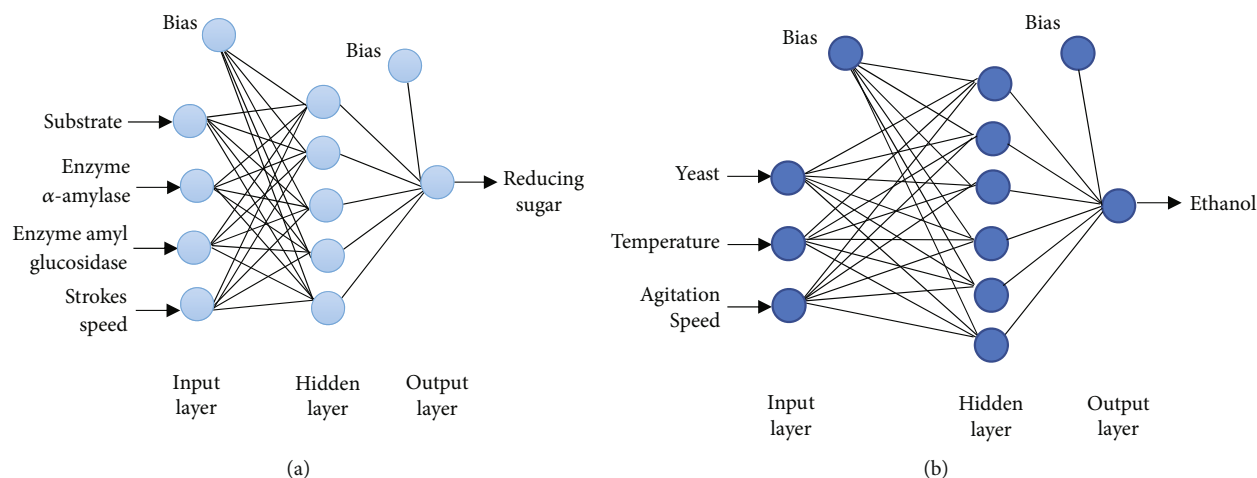 Bias
Bias
Substrate
Enzyme
α-amylase
Enzyme amyl
glucosidase
Strokes
speed
Reducing
sugar
Input
layer
Hidden
layer
Output
layer
(a)
Bias
Bias
Yeast
Temperature
Agitation
Speed
Ethanol
Input
layer
Hidden
layer
Output
layer
(b)